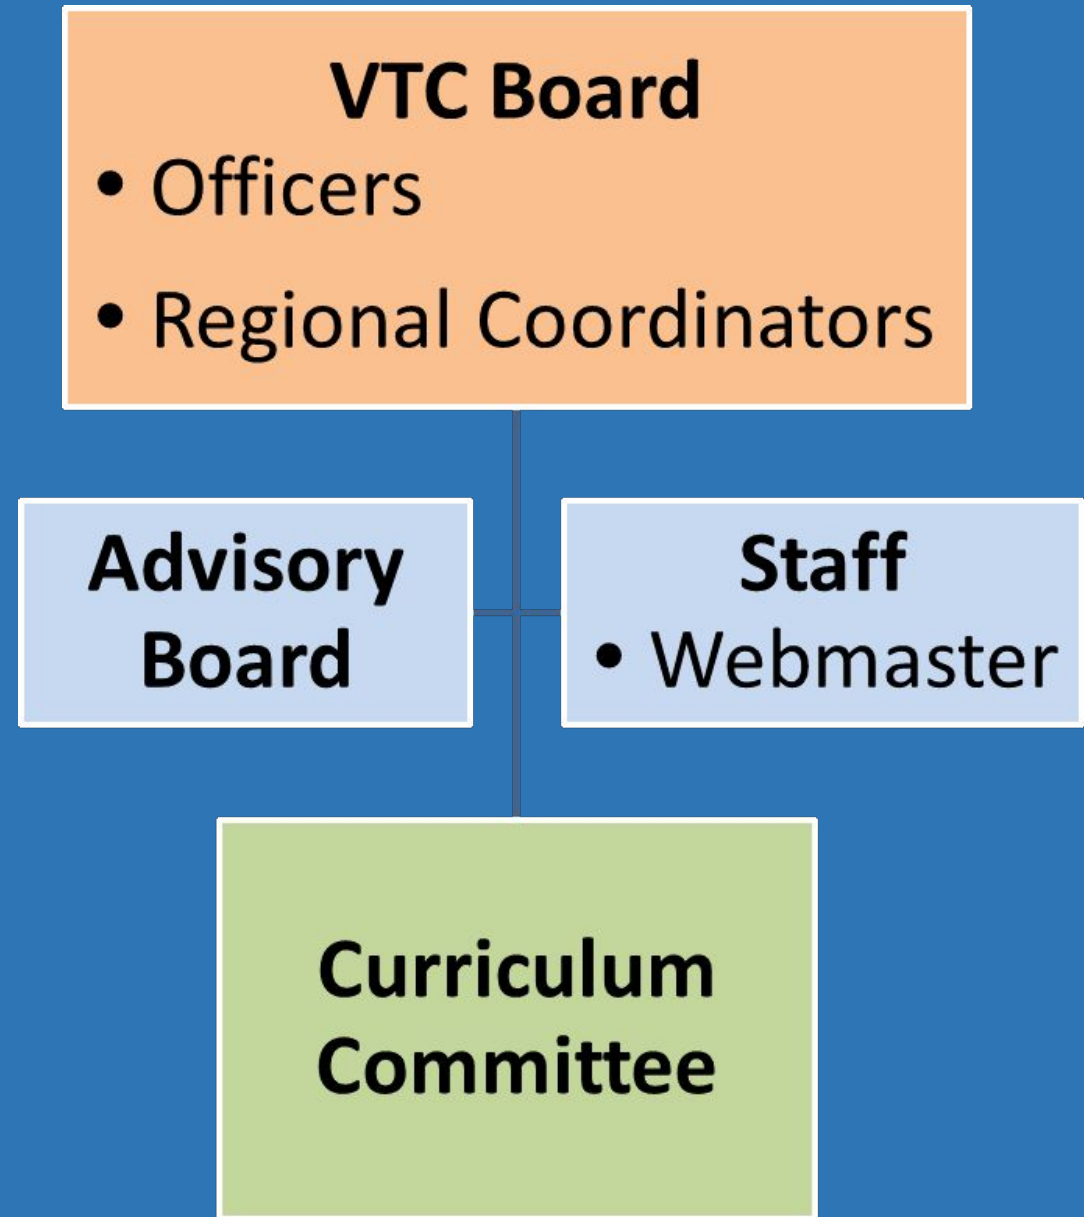 VTC Board
• Officers
• Regional Coordinators
Advisory
Board
Staff
• Webmaster
Curriculum
Committee